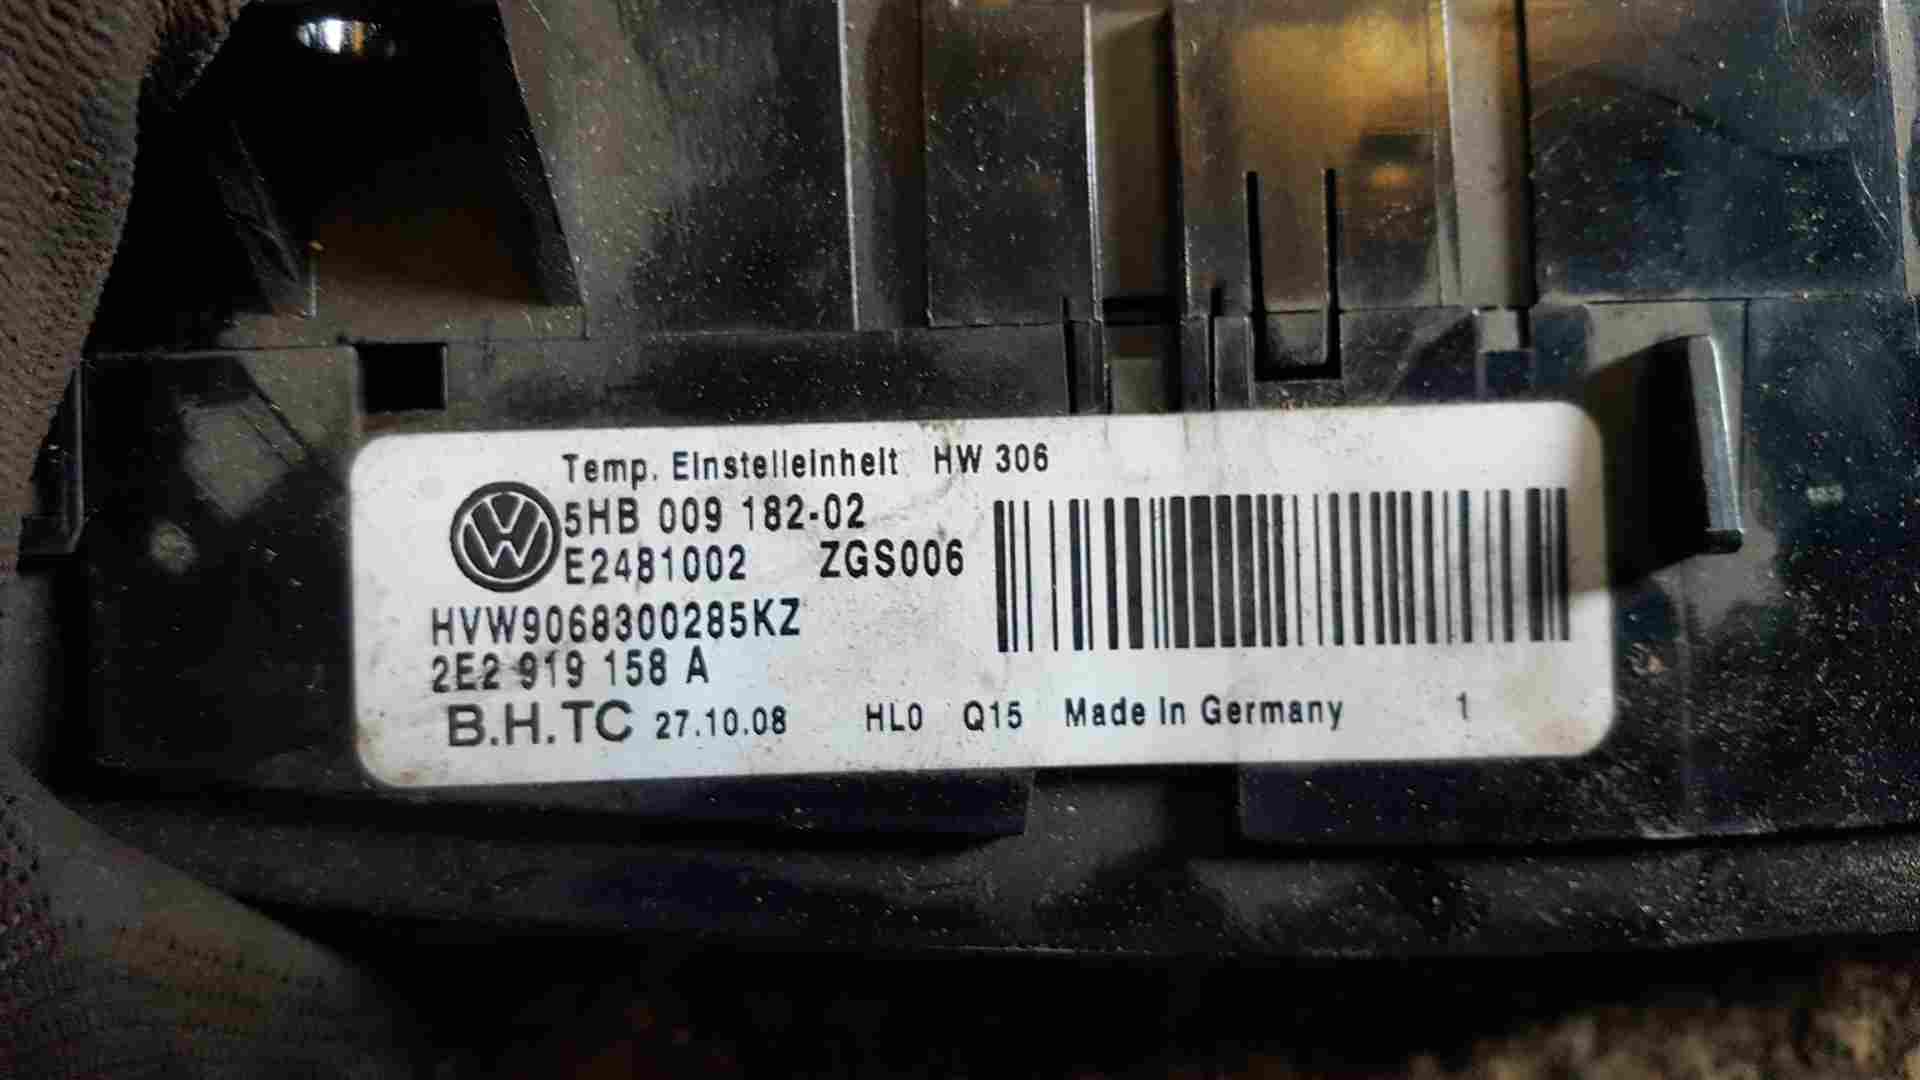 Temp. Einstelleinheit HW 306
5HB 009 182-02
E2481002 ZGS006
HVW9068300285KZ
2E2 919 158 A
B.H.TC 27.10.08 HL0 Q15 Made In Germany 1